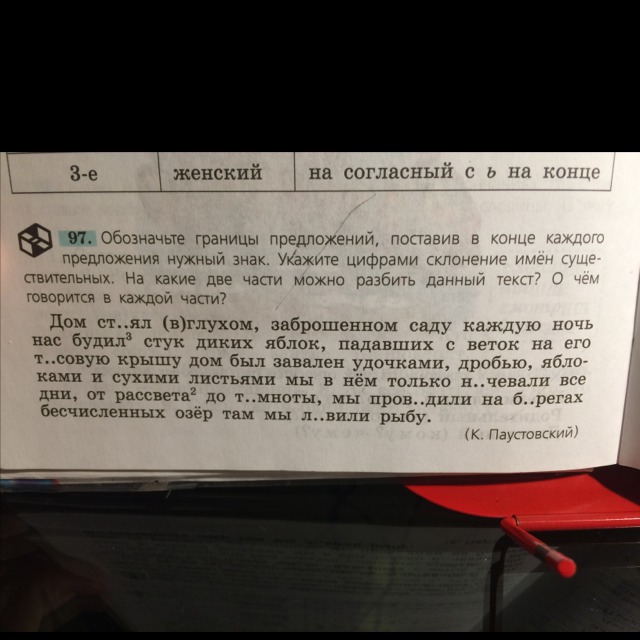 3-е женский на согласный с ь на конце
97. Обозначьте границы предложений, поставив в конце каждого
предложения нужный знак. Укажите цифрами склонение имён суще-
ствительных. На какие две части можно разбить данный текст? О чём
говорится в каждой части?
Дом ст..ял (в)глухом, заброшенном саду каждую ночь
нас будил³ стук диких яблок, падавших с веток на его
т..совую крышу дом был завален удочками, дробью, ябло-
ками и сухими листьями мы в нём только н..чевали все
дни, от рассвета² до т..мноты, мы пров..дили на б..регах
бесчисленных озёр там мы л..вили рыбу.
(К. Паустовский)